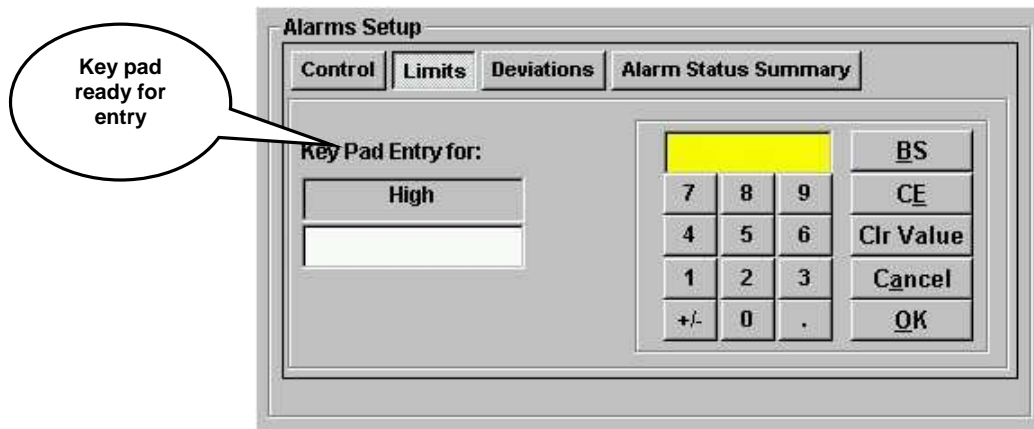 Key pad
ready for
entry
Alarms Setup
Control Limits Deviations Alarm Status Summary
Key Pad Entry for:
High
BS
7 8 9 CE
4 5 6 Clr Value
1 2 3 Cancel
+/- 0 . OK